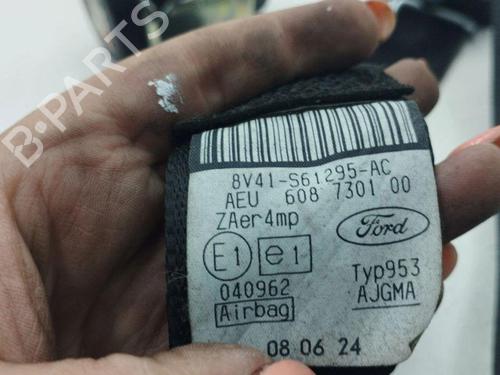 B-PARTS
8V41-S61295-AC
AEU 608 7301 00
ZAer4mp
Ford
E1 e1
Typ953
040962
AJGMA
Airbag
08 06 24